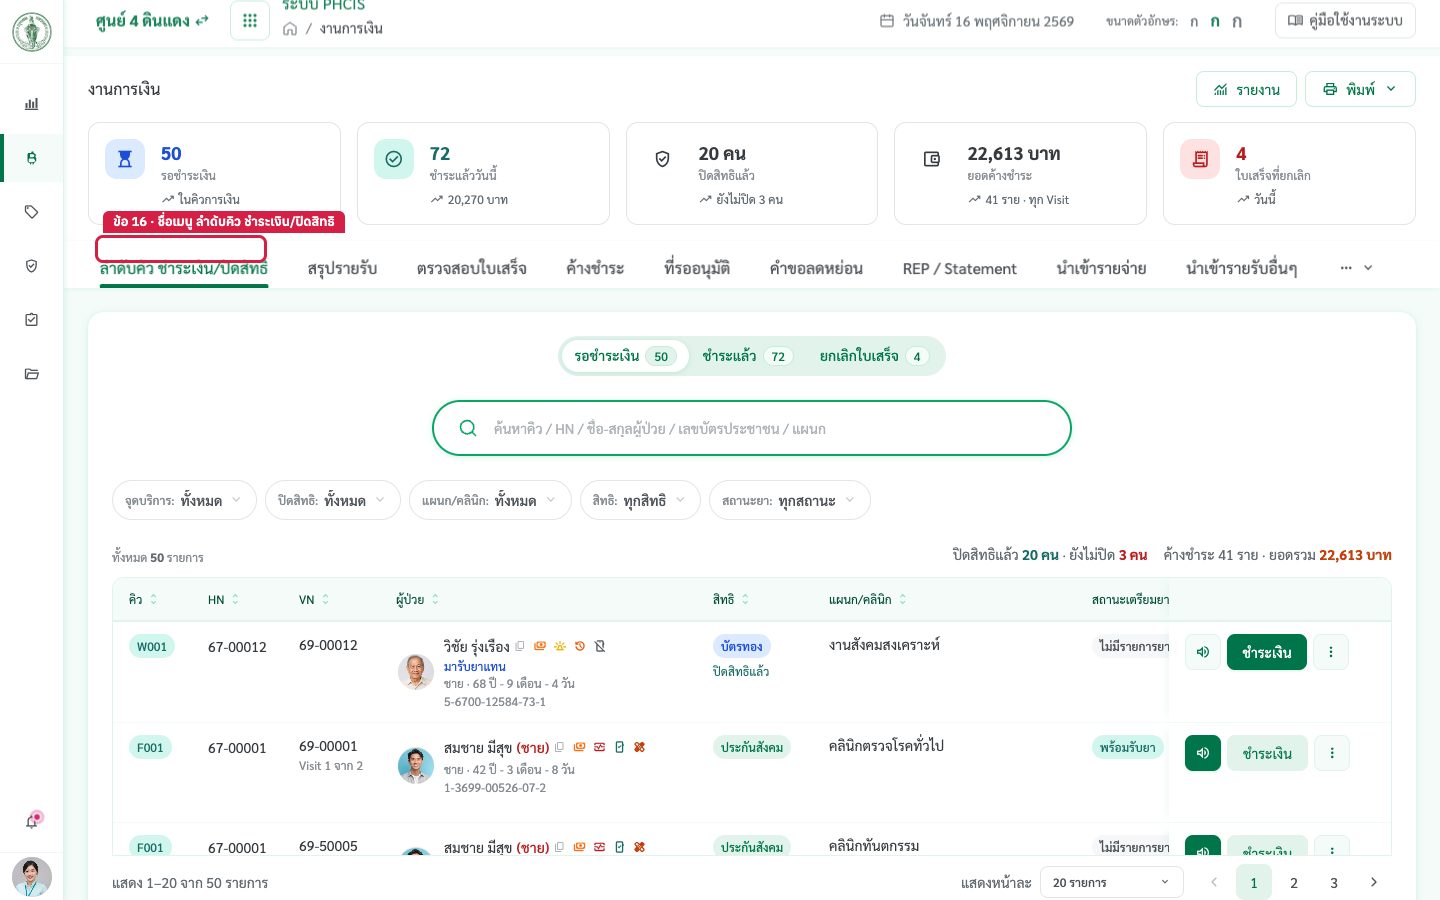 ศูนย์ 4 ดินแดง
ระบบ PHCIS
/ งานการเงิน
วันจันทร์ 16 พฤศจิกายน 2569
ขนาดตัวอักษร: ก ก ก
คู่มือใช้งานระบบ
งานการเงิน
รายงาน
พิมพ์
50
รอชำระเงิน
ในคิวการเงิน
72
ชำระแล้ววันนี้
20,270 บาท
20 คน
ปิดสิทธิแล้ว
ยังไม่ปิด 3 คน
22,613 บาท
ยอดค้างชำระ
41 ราย · ทุก Visit
4
ใบเสร็จที่ยกเลิก
วันนี้
ข้อ 16 · ชื่อเมนู ลำดับคิว ชำระเงิน/ปิดสิทธิ
ลำดับคิว ชำระเงิน/ปิดสิทธิ
สรุปรายรับ
ตรวจสอบใบเสร็จ
ค้างชำระ
ที่รออนุมัติ
คำขอลดหย่อน
REP / Statement
นำเข้ารายจ่าย
นำเข้ารายรับอื่นๆ
รอชำระเงิน 50
ชำระแล้ว 72
ยกเลิกใบเสร็จ 4
ค้นหาคิว / HN / ชื่อ-สกุลผู้ป่วย / เลขบัตรประชาชน / แผนก
จุดบริการ: ทั้งหมด
ปิดสิทธิ: ทั้งหมด
แผนก/คลินิก: ทั้งหมด
สิทธิ: ทุกสิทธิ
สถานะยา: ทุกสถานะ
ทั้งหมด 50 รายการ
ปิดสิทธิแล้ว 20 คน · ยังไม่ปิด 3 คน
ค้างชำระ 41 ราย · ยอดรวม 22,613 บาท
คิว
HN
VN
ผู้ป่วย
สิทธิ
แผนก/คลินิก
สถานะเตรียมยา
W001
67-00012
69-00012
วิชัย รุ่งเรือง
มารับยาแทน
ชาย · 68 ปี - 9 เดือน - 4 วัน
5-6700-12584-73-1
บัตรทอง
ปิดสิทธิแล้ว
งานสังคมสงเคราะห์
ไม่มีรายการยา
ชำระเงิน
F001
67-00001
69-00001
Visit 1 จาก 2
สมชาย มีสุข (ชาย)
ชาย · 42 ปี - 3 เดือน - 8 วัน
1-3699-00526-07-2
ประกันสังคม
คลินิกตรวจโรคทั่วไป
พร้อมรับยา
ชำระเงิน
F001
67-00001
69-50005
สมชาย มีสุข (ชาย)
ประกันสังคม
คลินิกทันตกรรม
ไม่มีรายการยา
ชำระเงิน
แสดง 1–20 จาก 50 รายการ
แสดงหน้าละ
20 รายการ
1
2
3